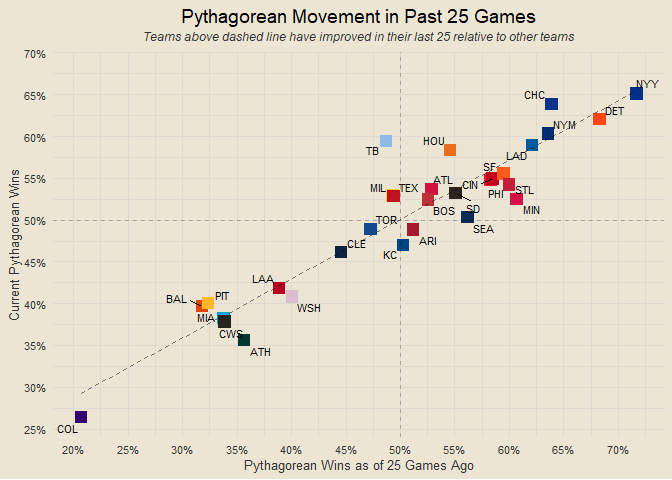 Pythagorean Movement in Past 25 Games
Teams above dashed line have improved in their last 25 relative to other teams
70%
65%
60%
55%
50%
45%
40%
35%
30%
25%
Current Pythagorean Wins
NYY
CHC
DET
NYM
HOU
TB
LAD
SF
CIN
ATL
MIL
TEX
PHI
STL
BOS
SD
MIN
TOR
SEA
ARI
CLE
KC
LAA
WSH
BAL
PIT
MIA
CWS
ATH
COL
20%
25%
30%
35%
40%
45%
50%
55%
60%
65%
70%
Pythagorean Wins as of 25 Games Ago